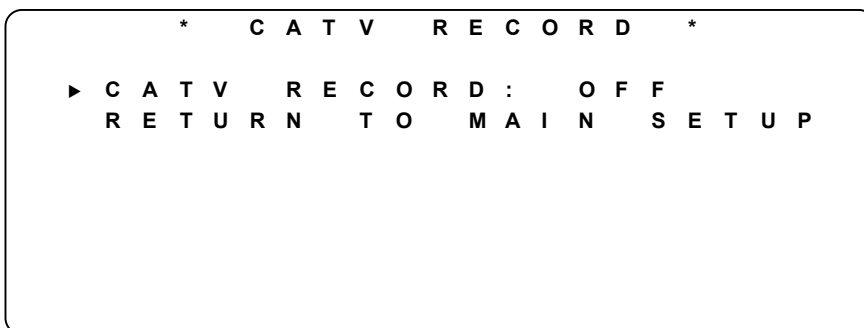 * CATV RECORD *
▶ CATV RECORD: OFF
RETURN TO MAIN SETUP